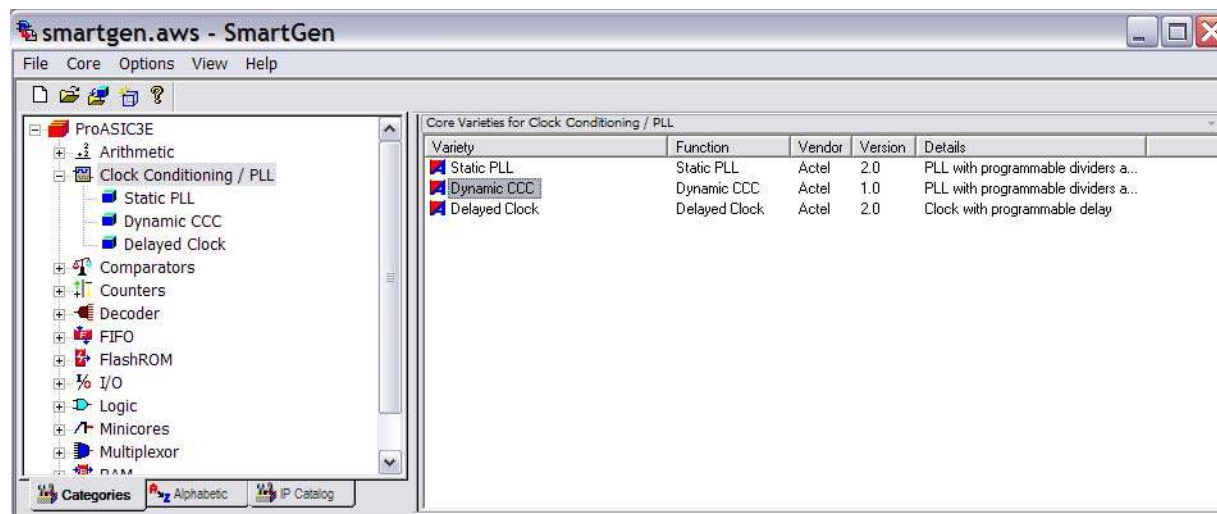 smartgen.aws - SmartGen
File Core Options View Help
ProASIC3E
Arithmetic
Clock Conditioning / PLL
Static PLL
Dynamic CCC
Delayed Clock
Comparators
Counters
Decoder
FIFO
FlashROM
I/O
Logic
Minicores
Multiplexor
RAM
Categories Alphabetic IP Catalog
Core Varieties for Clock Conditioning / PLL
Variety Function Vendor Version Details
Static PLL Static PLL Actel 2.0 PLL with programmable dividers a...
Dynamic CCC Dynamic CCC Actel 1.0 PLL with programmable dividers a...
Delayed Clock Delayed Clock Actel 2.0 Clock with programmable delay